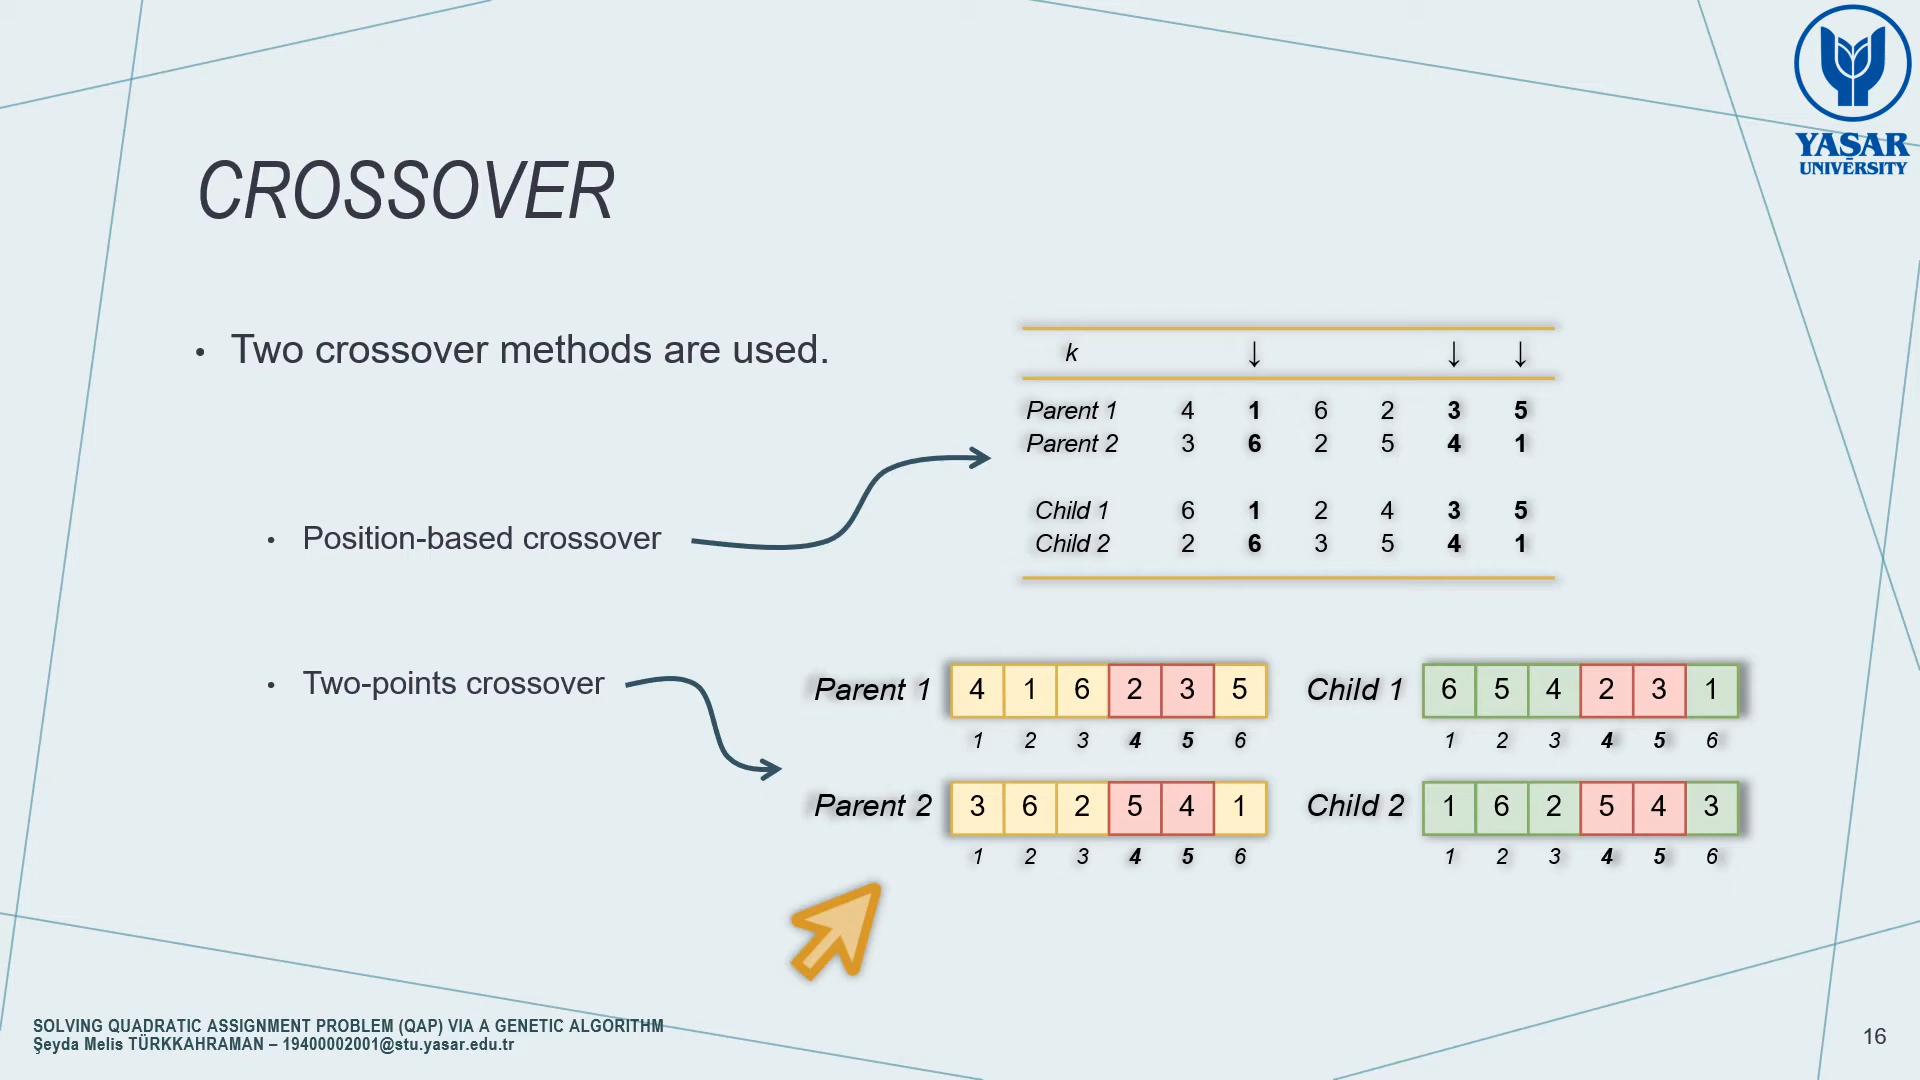 YAŞAR
UNIVERSITY
CROSSOVER
• Two crossover methods are used.
k ↓ ↓ ↓
Parent 1 4 1 6 2 3 5
Parent 2 3 6 2 5 4 1
Child 1 6 1 2 4 3 5
Child 2 2 6 3 5 4 1
• Position-based crossover
• Two-points crossover
Parent 1 4 1 6 2 3 5
1 2 3 4 5 6
Child 1 6 5 4 2 3 1
1 2 3 4 5 6
Parent 2 3 6 2 5 4 1
1 2 3 4 5 6
Child 2 1 6 2 5 4 3
1 2 3 4 5 6
SOLVING QUADRATIC ASSIGNMENT PROBLEM (QAP) VIA A GENETIC ALGORITHM
Şeyda Melis TÜRKKAHRAMAN – 19400002001@stu.yasar.edu.tr
16